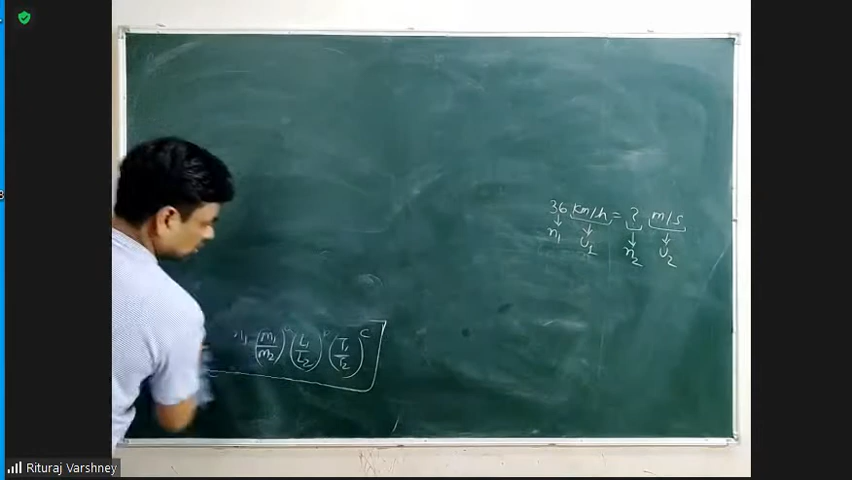 36 km/h = ? m/s
↓ ↓ ↓ ↓
n₁ u₁ n₂ u₂
n₁ (M₁/M₂)ᵃ (L₁/L₂)ᵇ (T₁/T₂)ᶜ
Rituraj Varshney